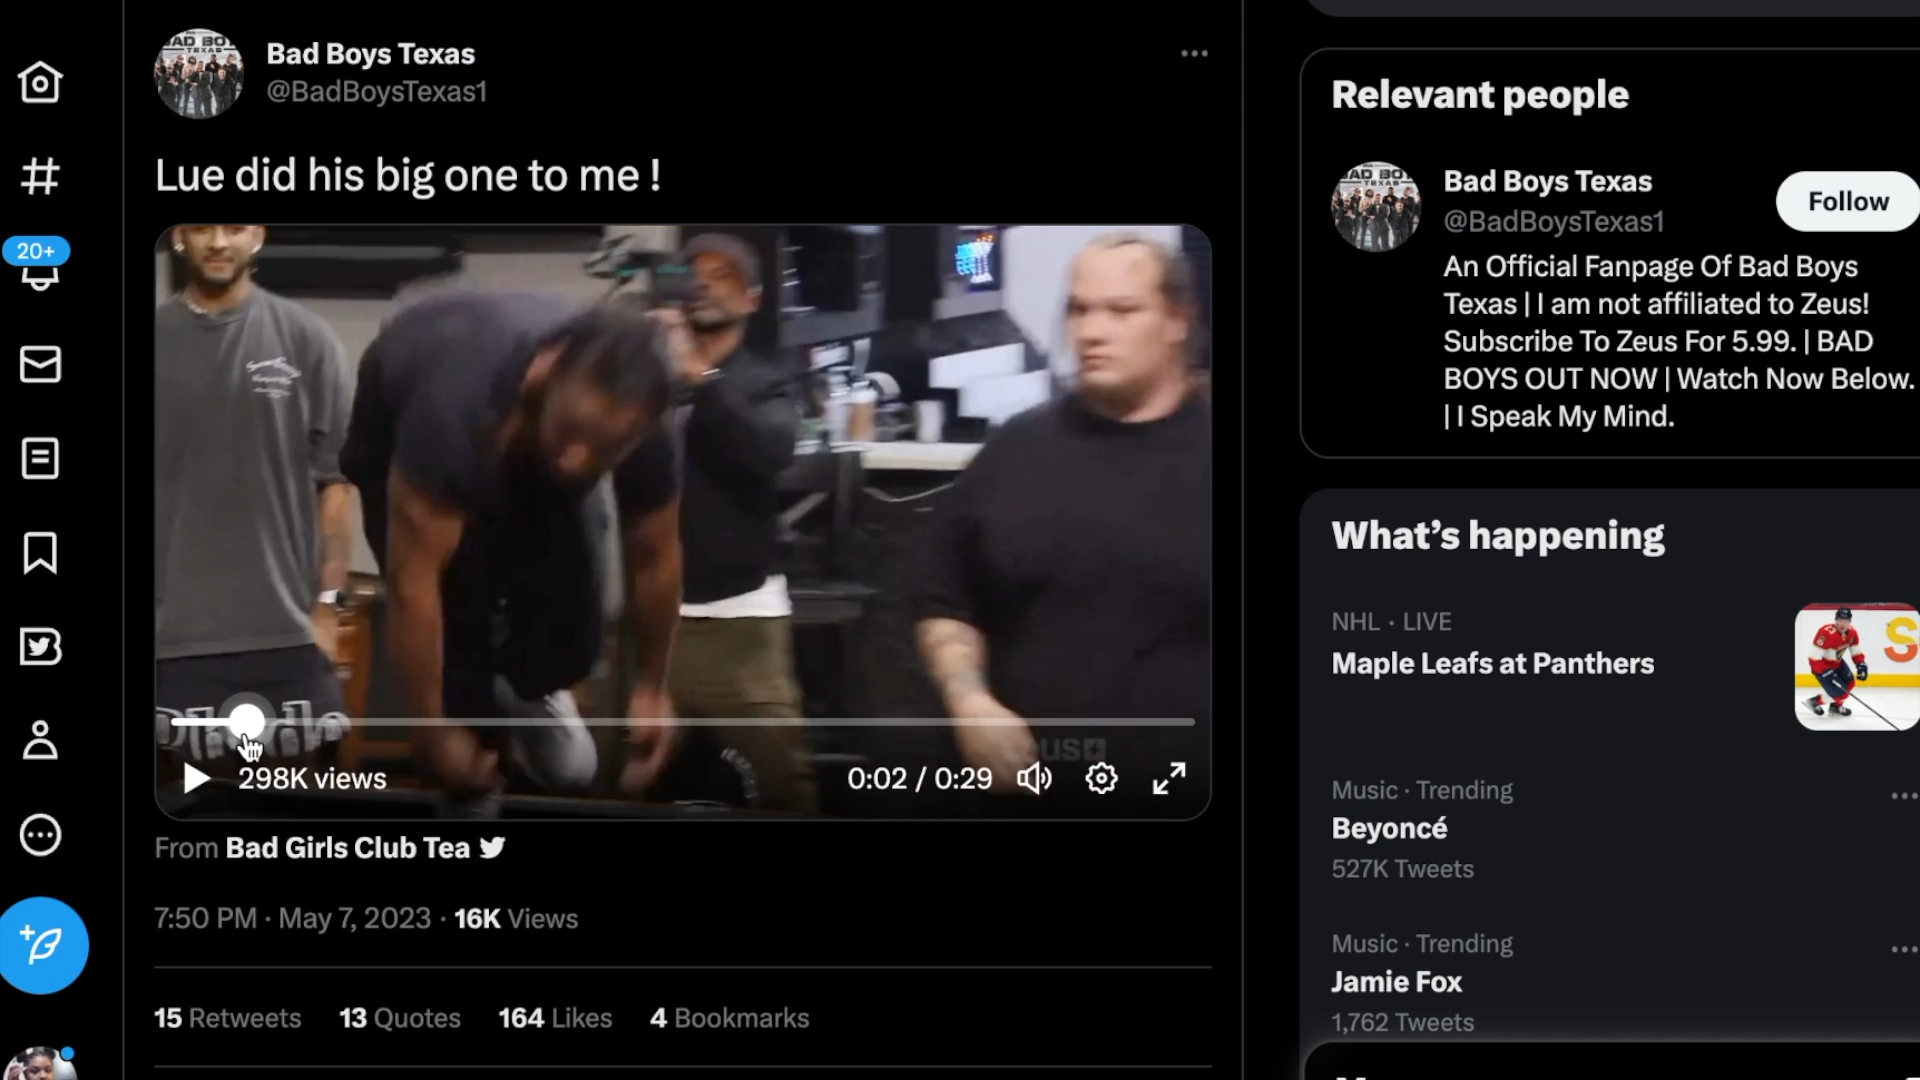 Bad Boys Texas
@BadBoysTexas1
Lue did his big one to me !
20+
298K views
0:02 / 0:29
From Bad Girls Club Tea
7:50 PM · May 7, 2023 · 16K Views
15 Retweets 13 Quotes 164 Likes 4 Bookmarks
Relevant people
Bad Boys Texas
@BadBoysTexas1
Follow
An Official Fanpage Of Bad Boys
Texas | I am not affiliated to Zeus!
Subscribe To Zeus For 5.99. | BAD
BOYS OUT NOW | Watch Now Below.
| I Speak My Mind.
What's happening
NHL · LIVE
Maple Leafs at Panthers
Music · Trending
Beyoncé
527K Tweets
Music · Trending
Jamie Fox
1,762 Tweets